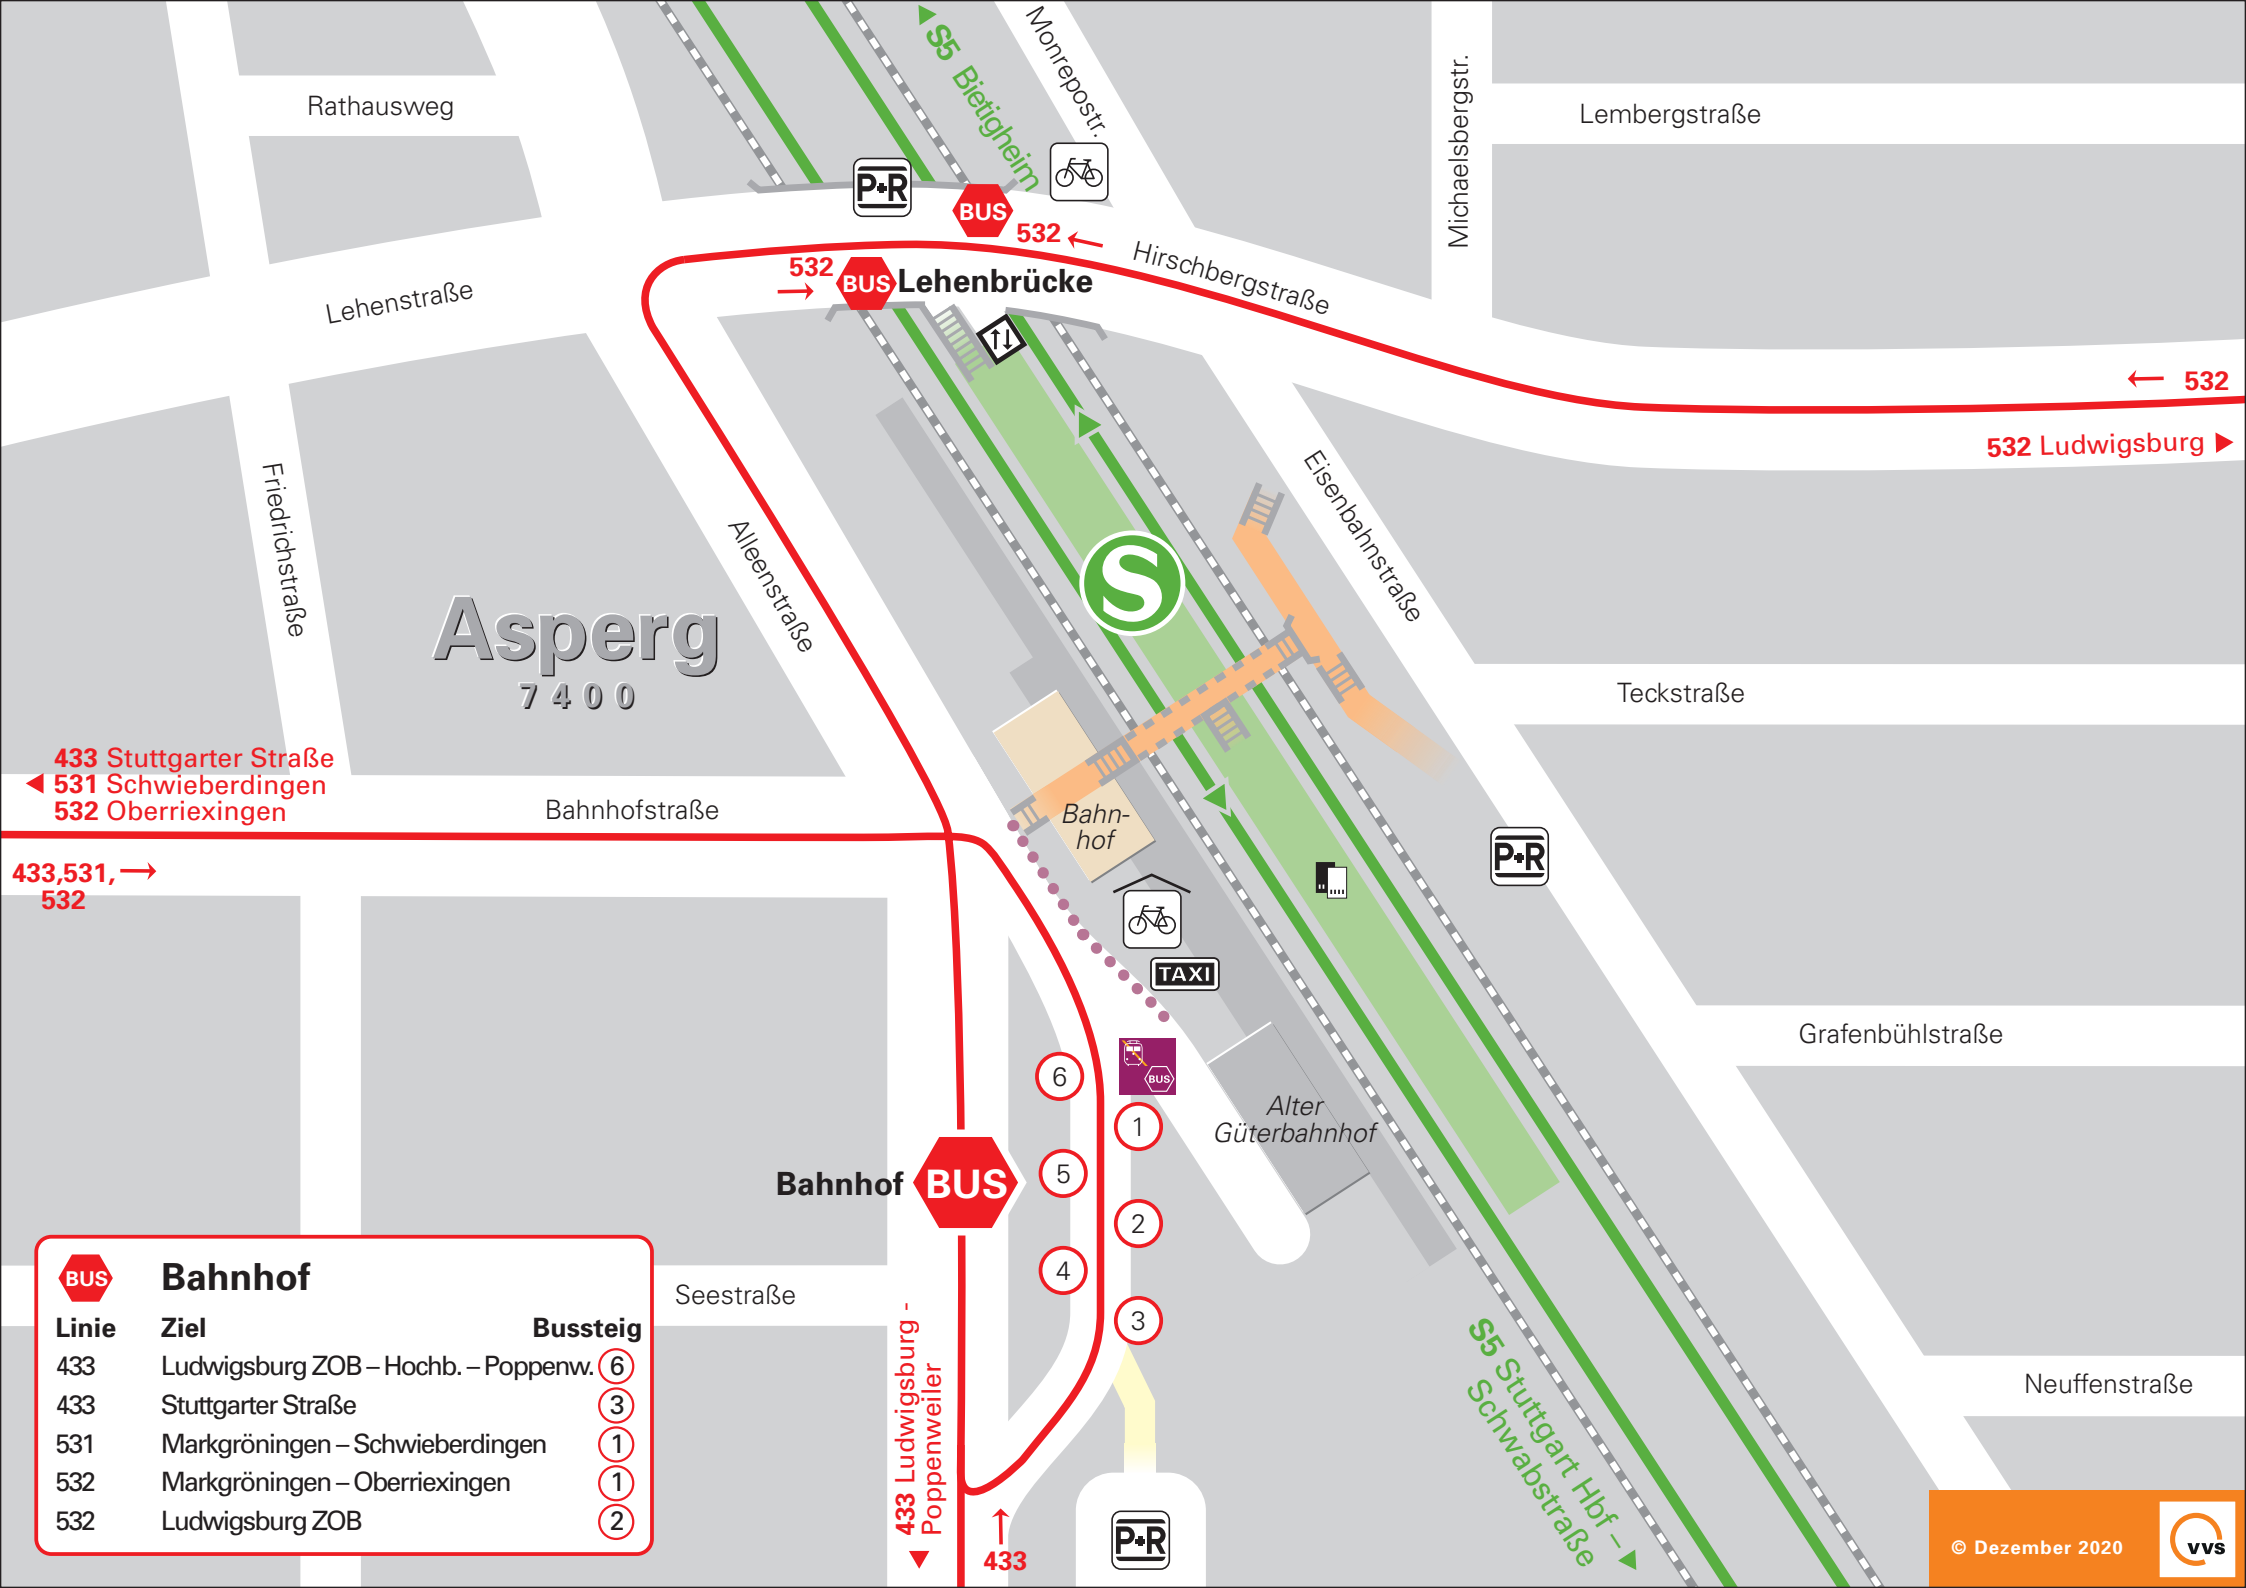 S5 Bietigheim
Monrepostr.
Michaelsbergstr.
Rathausweg
Lembergstraße
P+R
BUS
532
Hirschbergstraße
532
BUS
Lehenbrücke
Lehenstraße
532
532 Ludwigsburg
Friedrichstraße
Alleenstraße
Eisenbahnstraße
S
Asperg
7400
Teckstraße
433 Stuttgarter Straße
531 Schwieberdingen
532 Oberriexingen
Bahnhofstraße
Bahn-
hof
P+R
433,531,
532
TAXI
Grafenbühlstraße
BUS
6
1
Alter
Güterbahnhof
5
Bahnhof
BUS
2
4
3
Seestraße
BUS
Bahnhof
Linie Ziel Bussteig
433 Ludwigsburg ZOB – Hochb. – Poppenw. 6
433 Stuttgarter Straße 3
531 Markgröningen – Schwieberdingen 1
532 Markgröningen – Oberriexingen 1
532 Ludwigsburg ZOB 2
433 Ludwigsburg -
Poppenweiler
433
P+R
S5 Stuttgart Hbf –
Schwabstraße
Neuffenstraße
© Dezember 2020
vvs